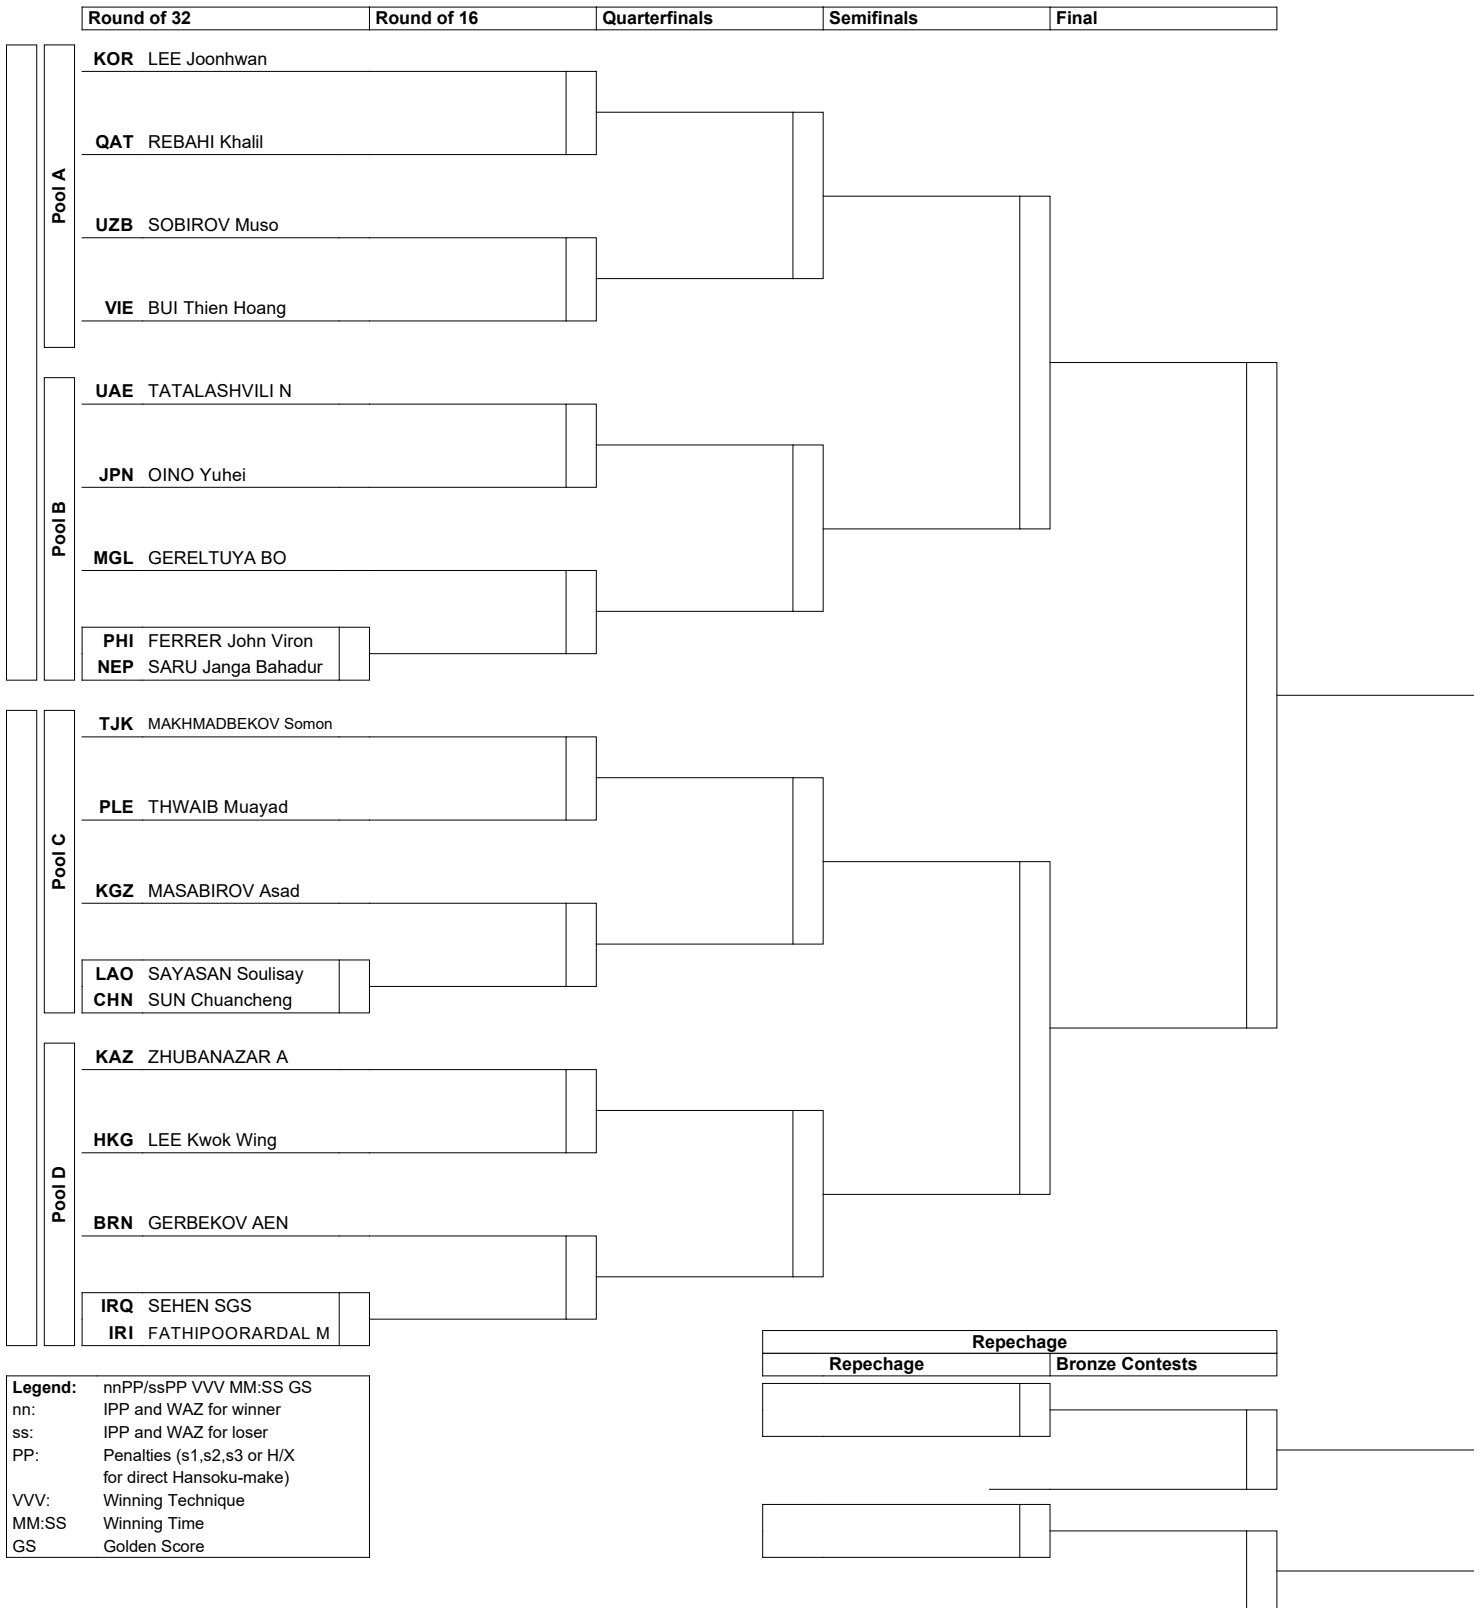 Round of 32 Round of 16 Quarterfinals Semifinals Final
Pool A
KOR LEE Joonhwan
QAT REBAHI Khalil
UZB SOBIROV Muso
VIE BUI Thien Hoang
Pool B
UAE TATALASHVILI N
JPN OINO Yuhei
MGL GERELTUYA BO
PHI FERRER John Viron
NEP SARU Janga Bahadur
Pool C
TJK MAKHMADBEKOV Somon
PLE THWAIB Muayad
KGZ MASABIROV Asad
LAO SAYASAN Soulisay
CHN SUN Chuancheng
Pool D
KAZ ZHUBANAZAR A
HKG LEE Kwok Wing
BRN GERBEKOV AEN
IRQ SEHEN SGS
IRI FATHIPOORARDAL M
Repechage
Repechage Bronze Contests
Legend: nnPP/ssPP VVV MM:SS GS
nn: IPP and WAZ for winner
ss: IPP and WAZ for loser
PP: Penalties (s1,s2,s3 or H/X
for direct Hansoku-make)
VVV: Winning Technique
MM:SS Winning Time
GS Golden Score